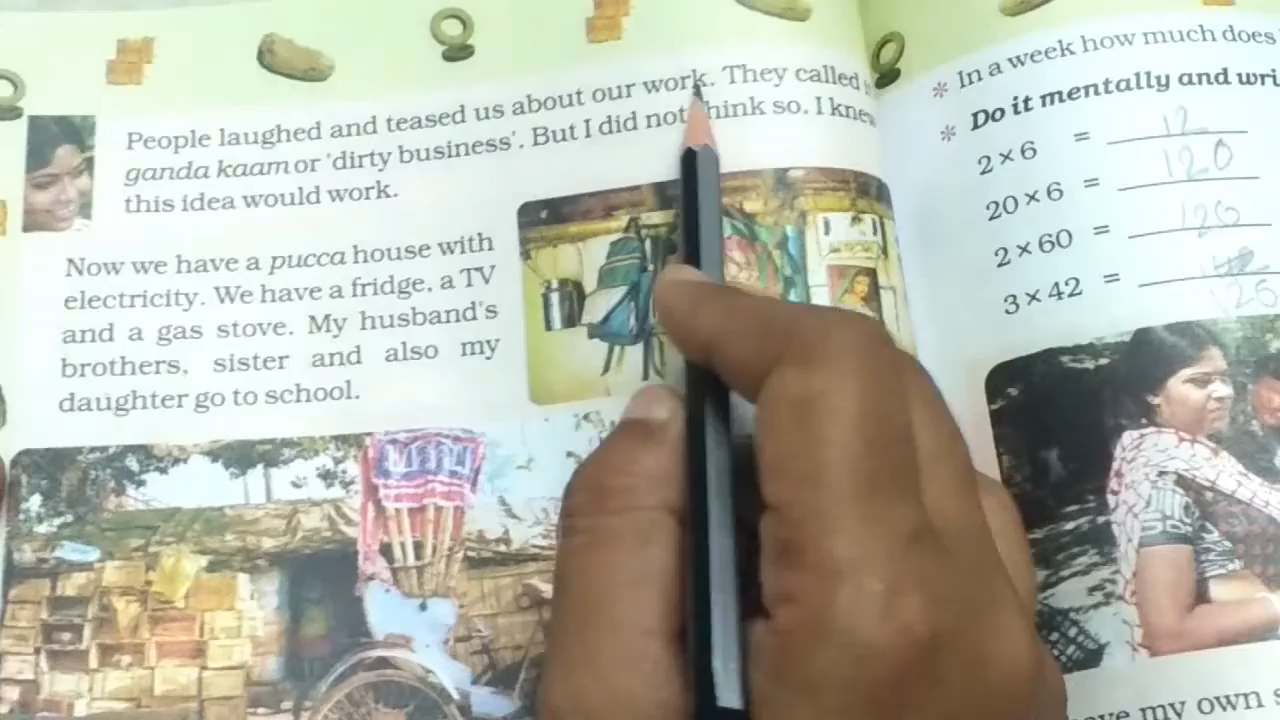 People laughed and teased us about our work. They called
ganda kaam or 'dirty business'. But I did not think so. I knew
this idea would work.
Now we have a pucca house with
electricity. We have a fridge, a TV
and a gas stove. My husband's
brothers, sister and also my
daughter go to school.
* In a week how much does
* Do it mentally and wri
2 × 6 = 12
20 × 6 = 120
2 × 60 = 120
3 × 42 = 126
my own s